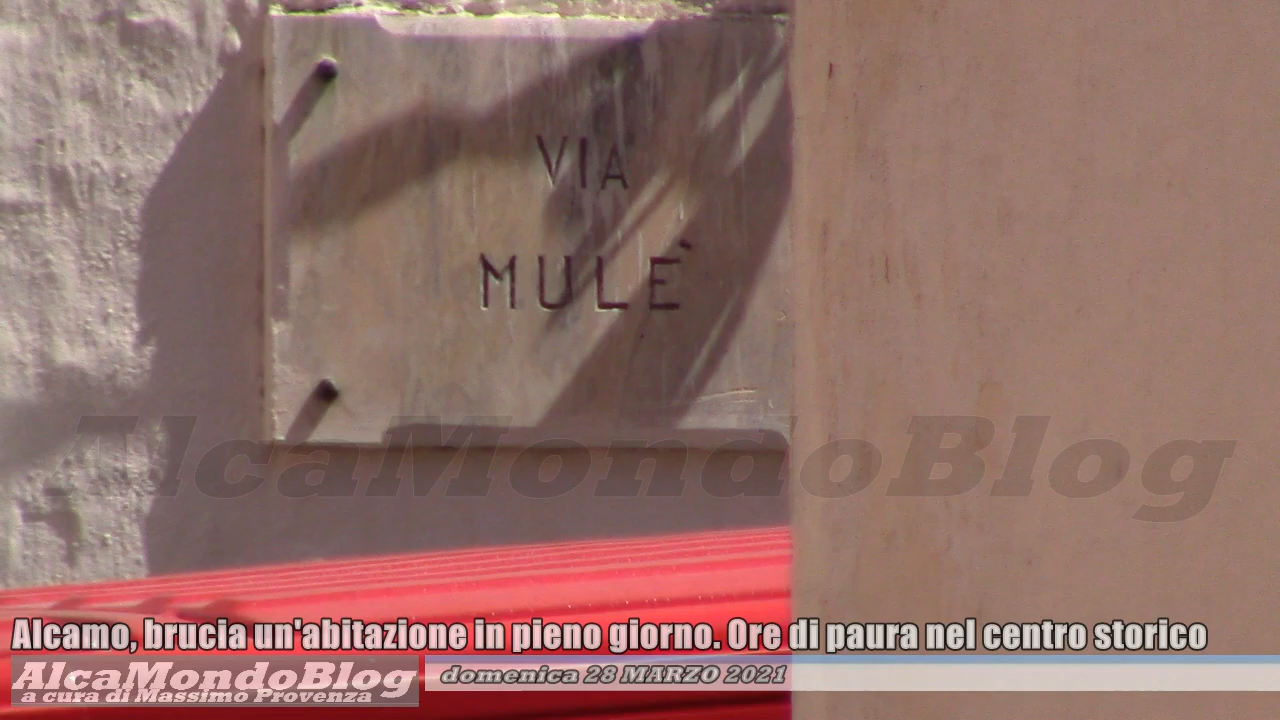 VIA
MULE'
AlcaMondoBlog
Alcamo, brucia un'abitazione in pieno giorno. Ore di paura nel centro storico
AlcaMondoBlog
domenica 28 MARZO 2021
a cura di Massimo Provenza